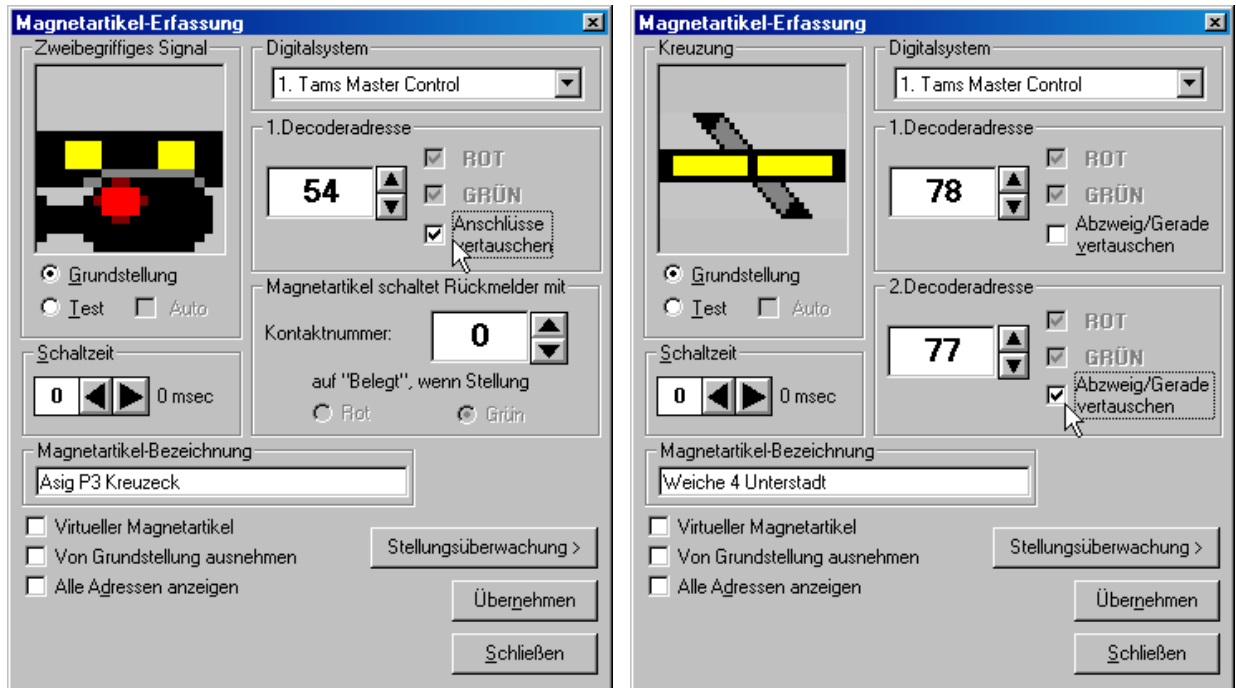 Magnetartikel-Erfassung
Zweibegriffiges Signal
Digitalsystem
1. Tams Master Control
1.Decoderadresse
ROT
54
GRÜN
Anschlüsse
vertauschen
Grundstellung
Test
Auto
Magnetartikel schaltet Rückmelder mit
Kontaktnummer:
0
auf "Belegt", wenn Stellung
Rot
Grün
Schaltzeit
0
0 msec
Magnetartikel-Bezeichnung
Asig P3 Kreuzeck
Virtueller Magnetartikel
Von Grundstellung ausnehmen
Alle Adressen anzeigen
Stellungsüberwachung >
Übernehmen
Schließen
Magnetartikel-Erfassung
Kreuzung
Digitalsystem
1. Tams Master Control
1.Decoderadresse
ROT
78
GRÜN
Abzweig/Gerade
vertauschen
Grundstellung
Test
Auto
2.Decoderadresse
ROT
77
GRÜN
Abzweig/Gerade
vertauschen
Schaltzeit
0
0 msec
Magnetartikel-Bezeichnung
Weiche 4 Unterstadt
Virtueller Magnetartikel
Von Grundstellung ausnehmen
Alle Adressen anzeigen
Stellungsüberwachung >
Übernehmen
Schließen